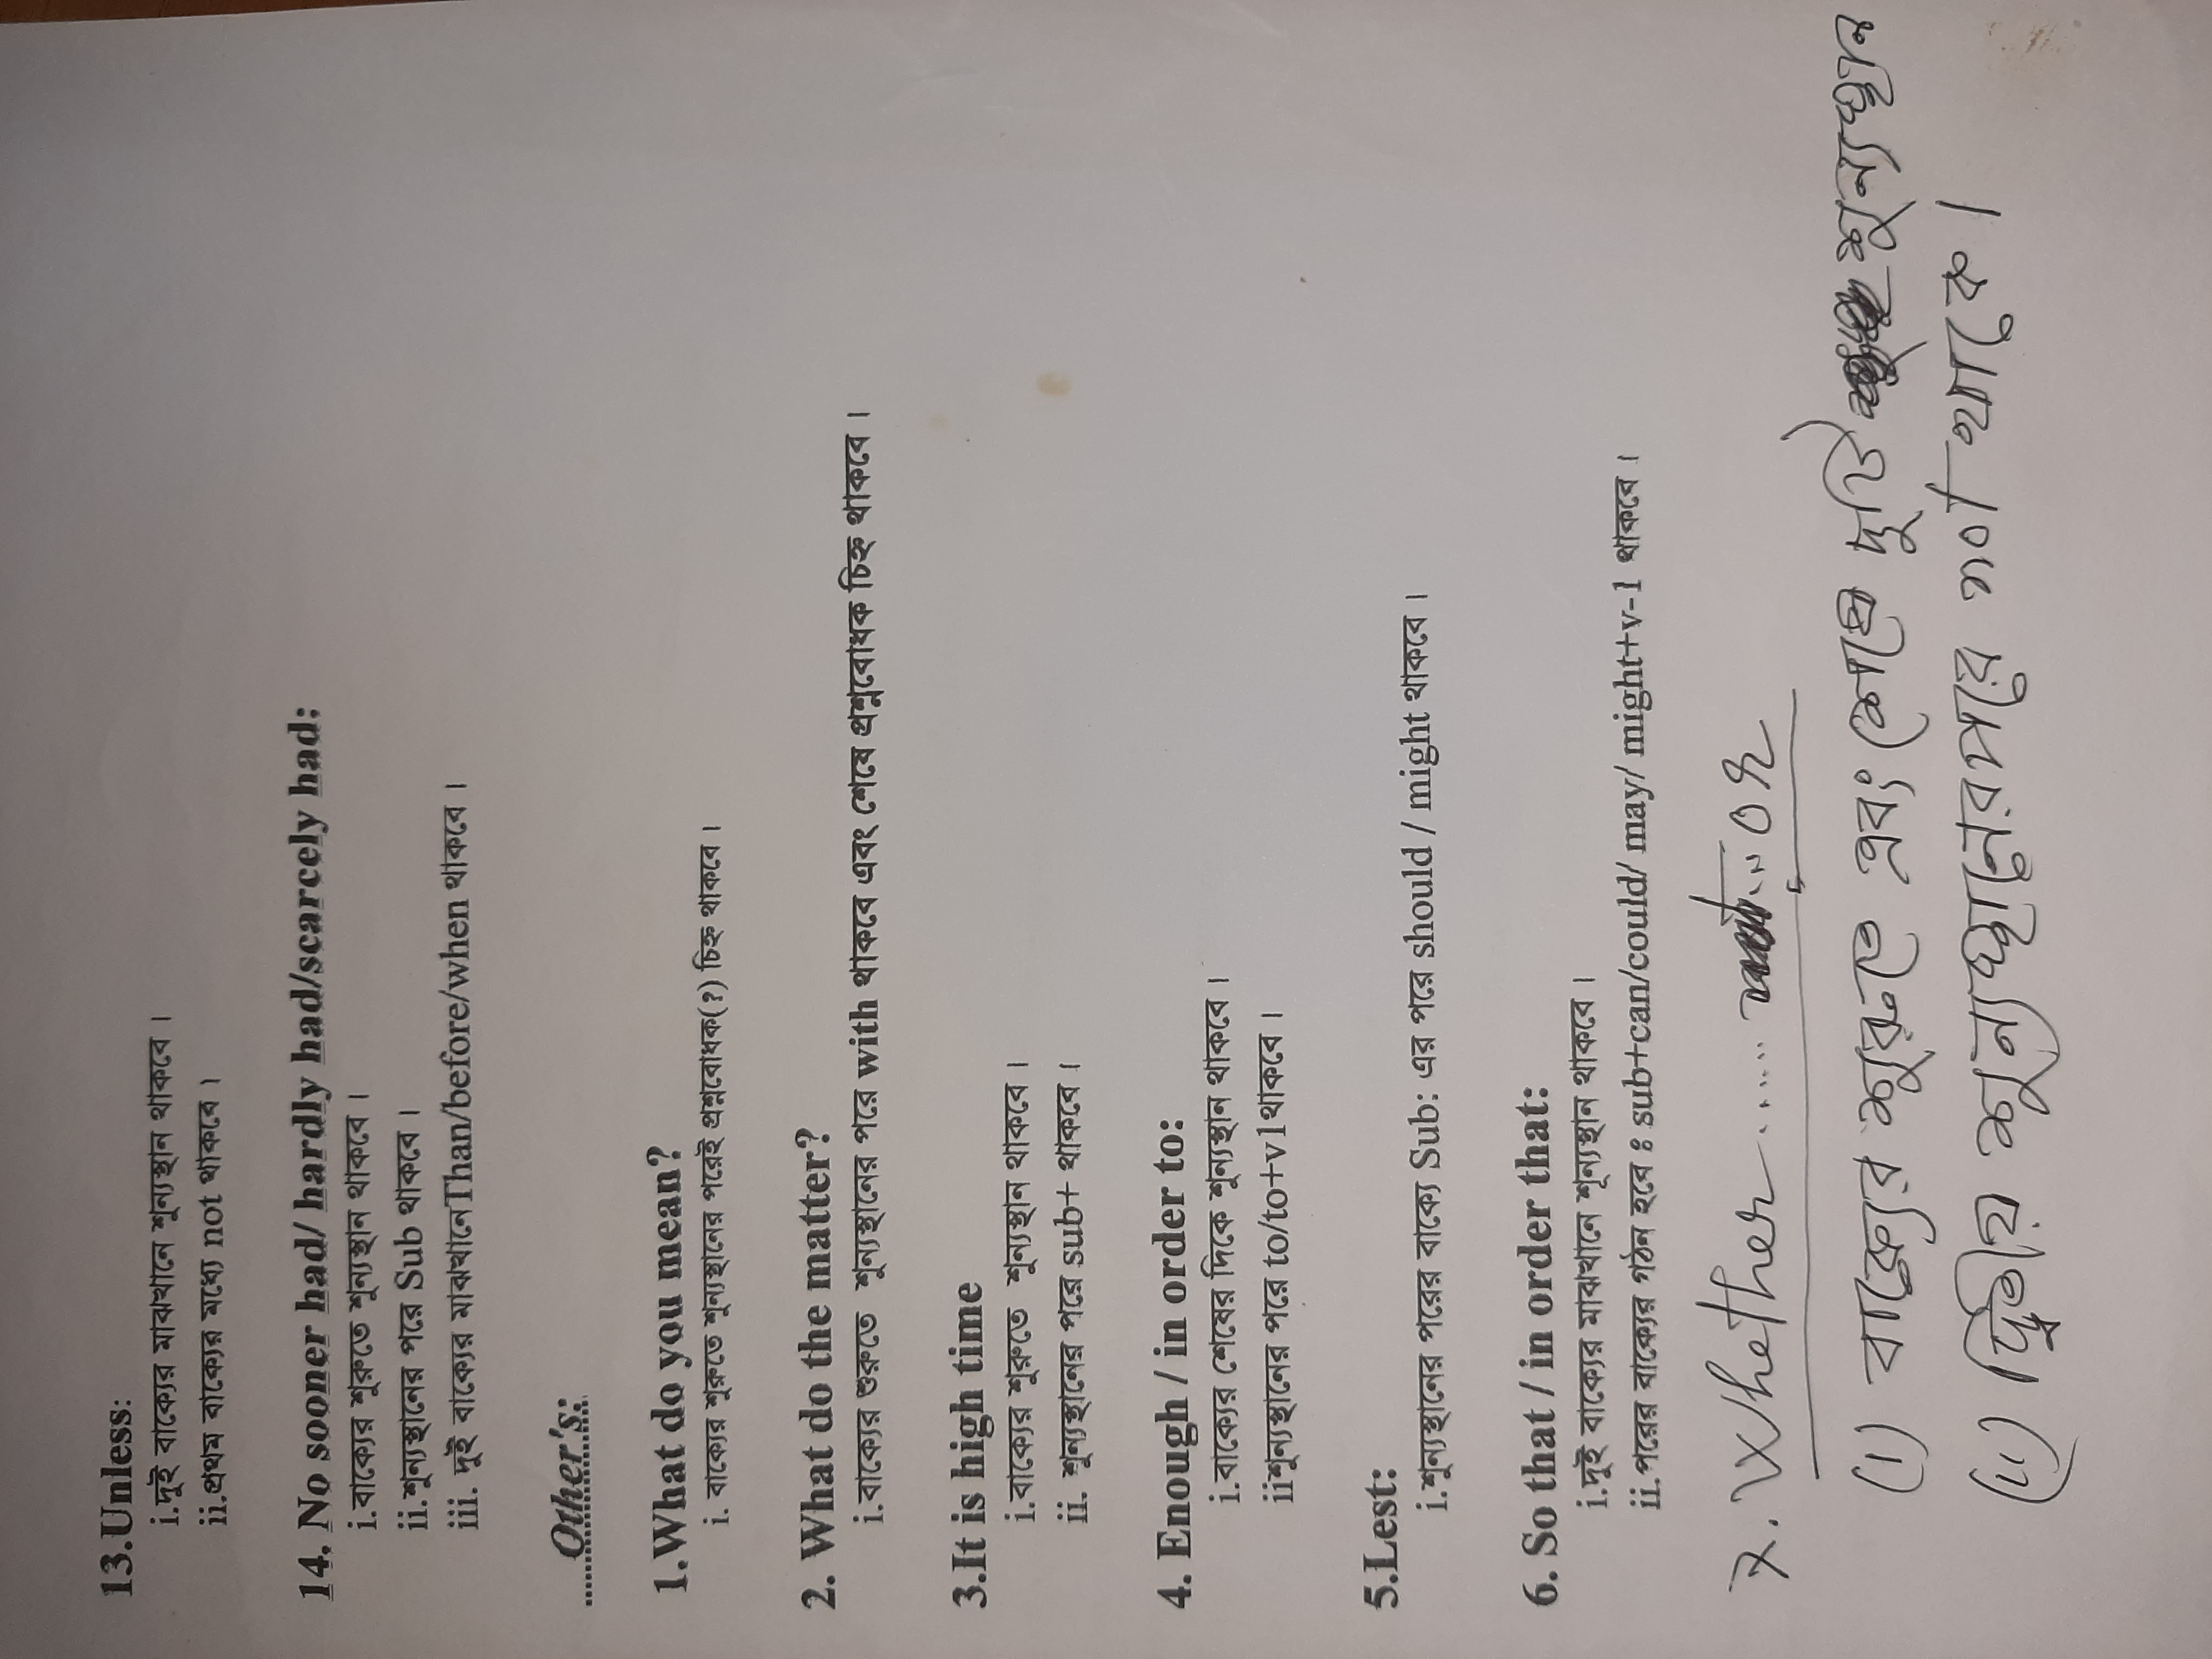 13.Unless:
i.দুই বাক্যের মাঝখানে শুন্যস্থান থাকবে ।
ii.প্রথম বাক্যের মধ্যে not থাকবে ।
14. No sooner had/ hardly had/scarcely had:
i.বাক্যের শুরুতে শুন্যস্থান থাকবে ।
ii.শুন্যস্থানের পরে Sub থাকবে ।
iii. দুই বাক্যের মাঝখানেThan/before/when থাকবে ।
Other's:
1.What do you mean?
i. বাক্যের শুরুতে শুন্যস্থানের পরেই প্রশ্নবোধক(?) চিহ্ন থাকবে ।
2. What do the matter?
i.বাক্যের শুরুতে শুন্যস্থানের পরে with থাকবে এবং শেষে প্রশ্নবোধক চিহ্ন থাকবে ।
3.It is high time
i.বাক্যের শুরুতে শুন্যস্থান থাকবে ।
ii. শুন্যস্থানের পরে sub+ থাকবে ।
4. Enough / in order to:
i.বাক্যের শেষের দিকে শুন্যস্থান থাকবে ।
iiশুন্যস্থানের পরে to/to+v1থাকবে ।
5.Lest:
i.শুন্যস্থানের পরের বাক্যে Sub: এর পরে should / might থাকবে ।
6. So that / in order that:
i.দুই বাক্যের মাঝখানে শূন্যস্থান থাকবে ।
ii.পরের বাক্যের গঠন হবে ঃ sub+can/could/ may/ might+v-1 থাকবে ।
7. Whether ...... or
(i) বাক্যের শুরুতে এবং শেষে দুটি শুন্যস্থান
(ii) দ্বিতীয় শুন্যস্থানের পরে not থাকে ।